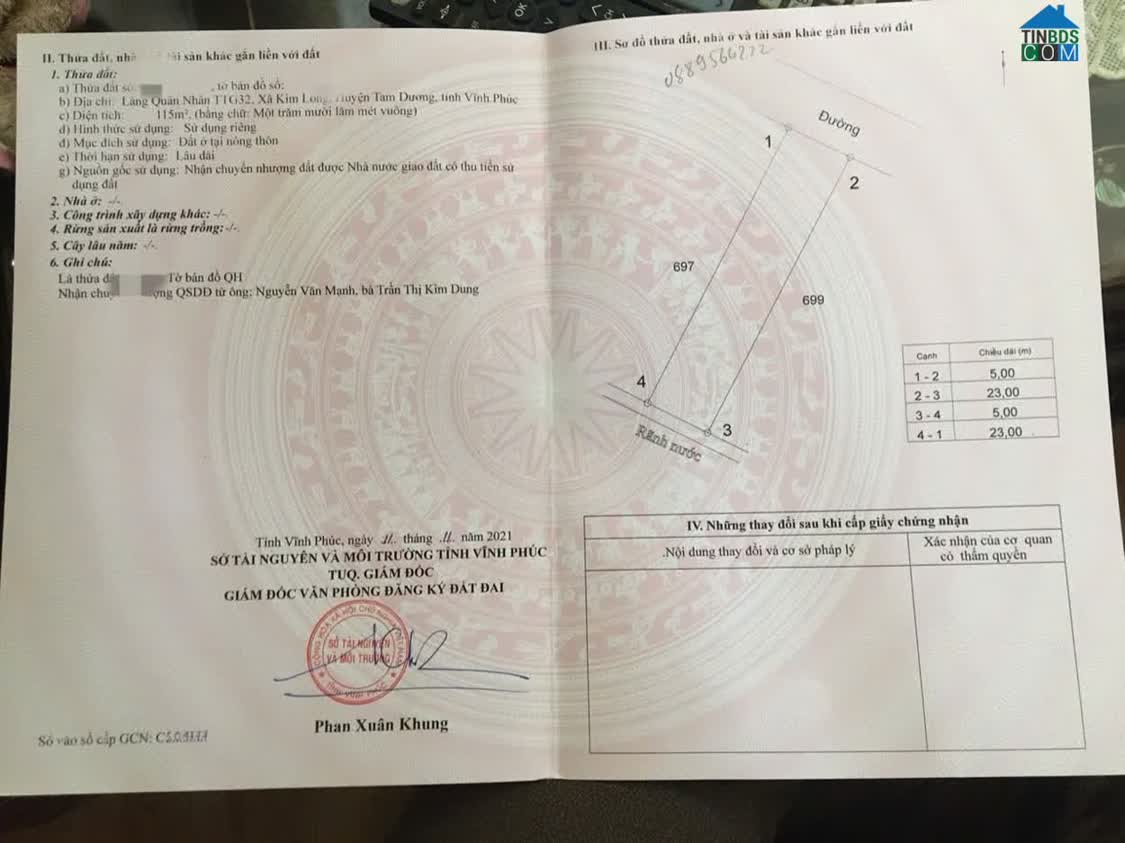 II. Thửa đất, nhà tài sản khác gắn liền với đất
1. Thửa đất:
a) Thửa đất số: , tờ bản đồ số:
b) Địa chỉ: Làng Quân Nhân TTG32, Xã Kim Long, Huyện Tam Dương, tỉnh Vĩnh Phúc
c) Diện tích: 115m², (bằng chữ: Một trăm mười lăm mét vuông)
d) Hình thức sử dụng: Sử dụng riêng
đ) Mục đích sử dụng: Đất ở tại nông thôn
e) Thời hạn sử dụng: Lâu dài
g) Nguồn gốc sử dụng: Nhận chuyển nhượng đất được Nhà nước giao đất có thu tiền sử
dụng đất
2. Nhà ở: -/-
3. Công trình xây dựng khác: -/-
4. Rừng sản xuất là rừng trồng: -/-
5. Cây lâu năm: -/-
6. Ghi chú:
Là thửa Tờ bản đồ QH
Nhận QSDĐ từ ông: Nguyễn Văn Mạnh, bà Trần Thị Kim Dung
Tỉnh Vĩnh Phúc, ngày 11 tháng 11 năm 2021
SỞ TÀI NGUYÊN VÀ MÔI TRƯỜNG TỈNH VĨNH PHÚC
TUQ. GIÁM ĐỐC
GIÁM ĐỐC VĂN PHÒNG ĐĂNG KÝ ĐẤT ĐAI
SỞ TÀI NGUYÊN
VÀ MÔI TRƯỜNG
Phan Xuân Khung
Số vào sổ cấp GCN:
III. Sơ đồ thửa đất, nhà ở và tài sản khác gắn liền với đất
TINBDS
COM
Đường
1
2
697
699
4
3
Rãnh nước
Cạnh Chiều dài (m)
1 - 2 5,00
2 - 3 23,00
3 - 4 5,00
4 - 1 23,00
IV. Những thay đổi sau khi cấp giấy chứng nhận
Nội dung thay đổi và cơ sở pháp lý
Xác nhận của cơ quan
có thẩm quyền